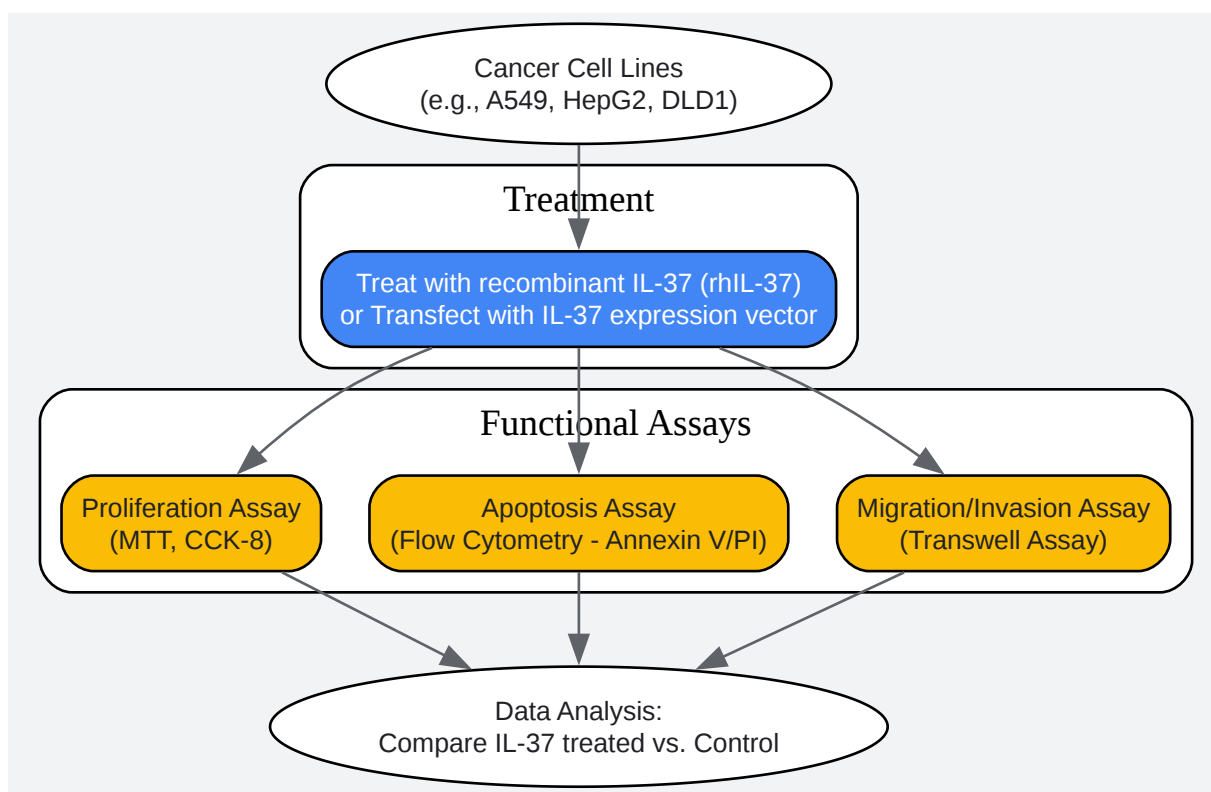 Cancer Cell Lines
(e.g., A549, HepG2, DLD1)
Treatment
Treat with recombinant IL-37 (rhIL-37)
or Transfect with IL-37 expression vector
Functional Assays
Proliferation Assay
(MTT, CCK-8)
Apoptosis Assay
(Flow Cytometry - Annexin V/PI)
Migration/Invasion Assay
(Transwell Assay)
Data Analysis:
Compare IL-37 treated vs. Control